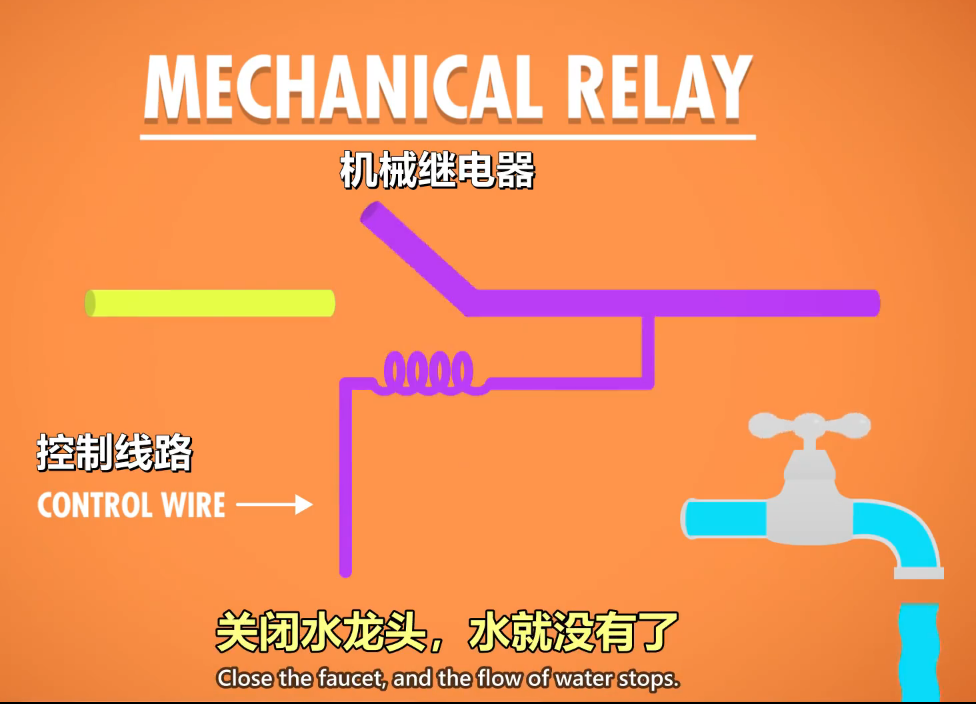 MECHANICAL RELAY
机械继电器
控制线路
CONTROL WIRE
关闭水龙头，水就没有了
Close the faucet, and the flow of water stops.